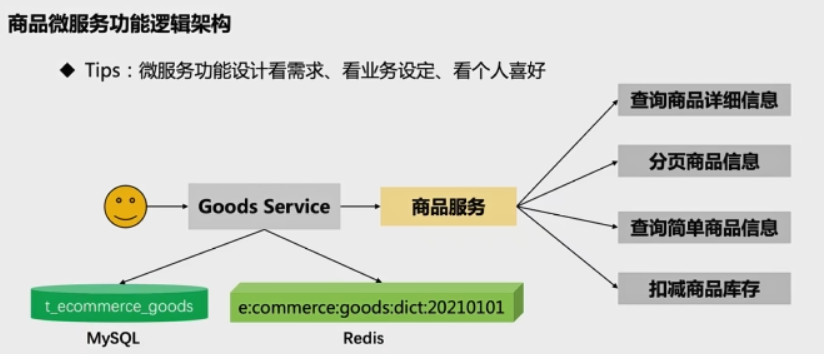 商品微服务功能逻辑架构
◆ Tips：微服务功能设计看需求、看业务设定、看个人喜好
查询商品详细信息
分页商品信息
Goods Service
商品服务
查询简单商品信息
扣减商品库存
t_ecommerce_goods
e:commerce:goods:dict:20210101
MySQL
Redis